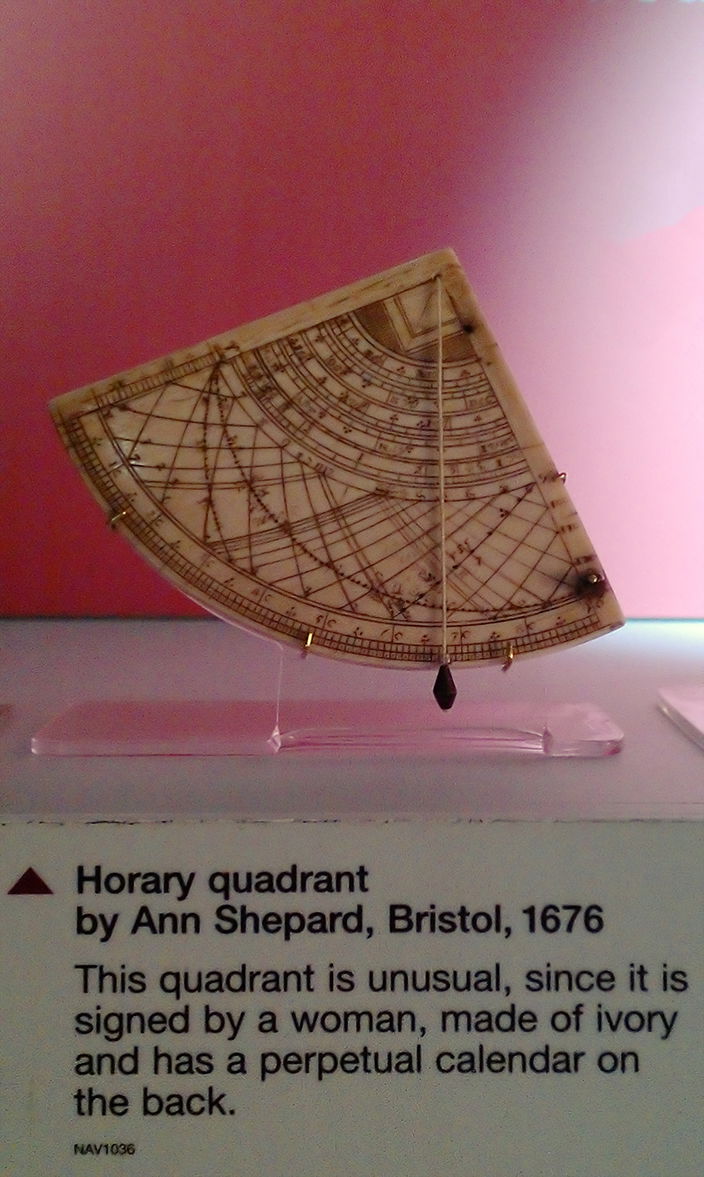 Horary quadrant
by Ann Shepard, Bristol, 1676
This quadrant is unusual, since it is
signed by a woman, made of ivory
and has a perpetual calendar on
the back.
NAV1036